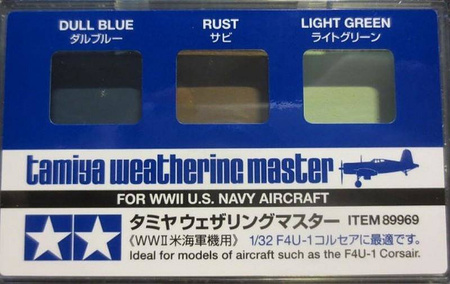 DULL BLUE RUST LIGHT GREEN
ダルブルー サビ ライトグリーン
tamiya weathering master
FOR WWII U.S. NAVY AIRCRAFT
タミヤ ウェザリングマスター ITEM 89969
《WWⅡ米海軍機用》 1/32 F4U-1コルセアに最適です。
Ideal for models of aircraft such as the F4U-1 Corsair.